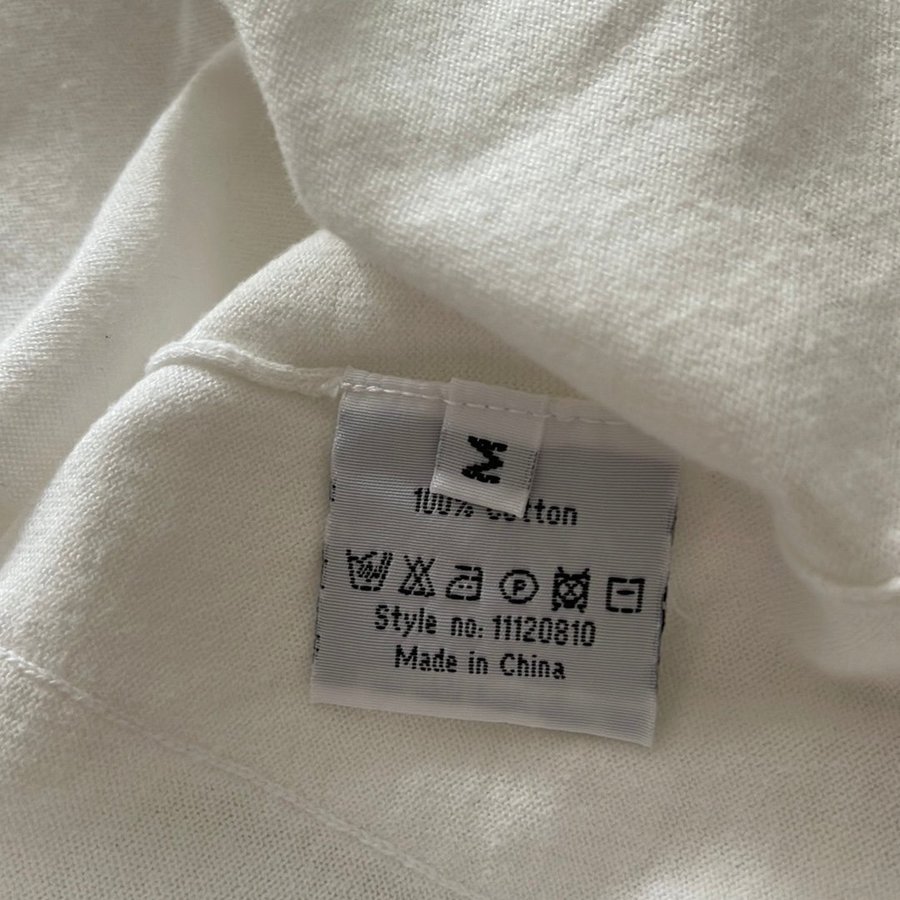 M
100% Cotton
Style no: 11120810
Made in China